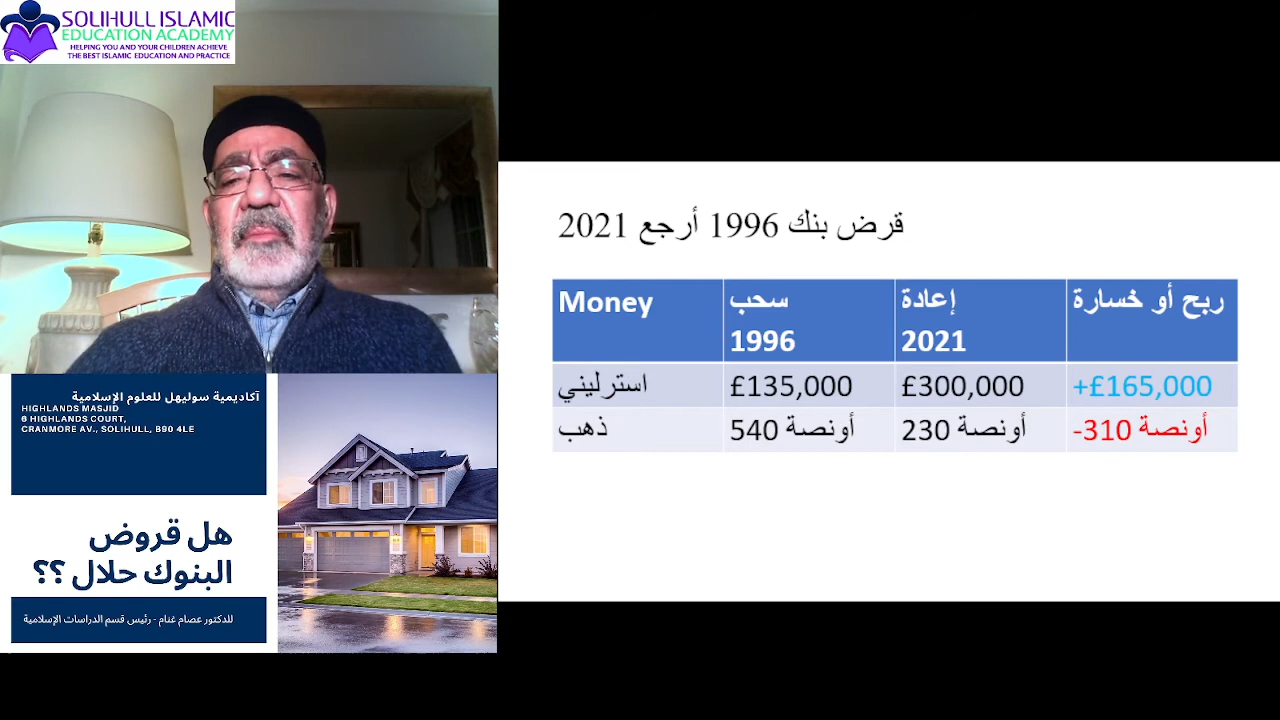 SOLIHULL ISLAMIC
EDUCATION ACADEMY
HELPING YOU AND YOUR CHILDREN ACHIEVE
THE BEST ISLAMIC EDUCATION AND PRACTICE
آكاديمية سوليهل للعلوم الإسلامية
HIGHLANDS MASJID
6 HIGHLANDS COURT,
CRANMORE AV., SOLIHULL, B90 4LE
هل قروض
البنوك حلال ؟؟
للدكتور عصام غنام - رئيس قسم الدراسات الإسلامية
قرض بنك 1996 أرجع 2021
Money سحب إعادة ربح أو خسارة
1996 2021
استرليني £135,000 £300,000 +£165,000
ذهب 540 أونصة 230 أونصة -310 أونصة